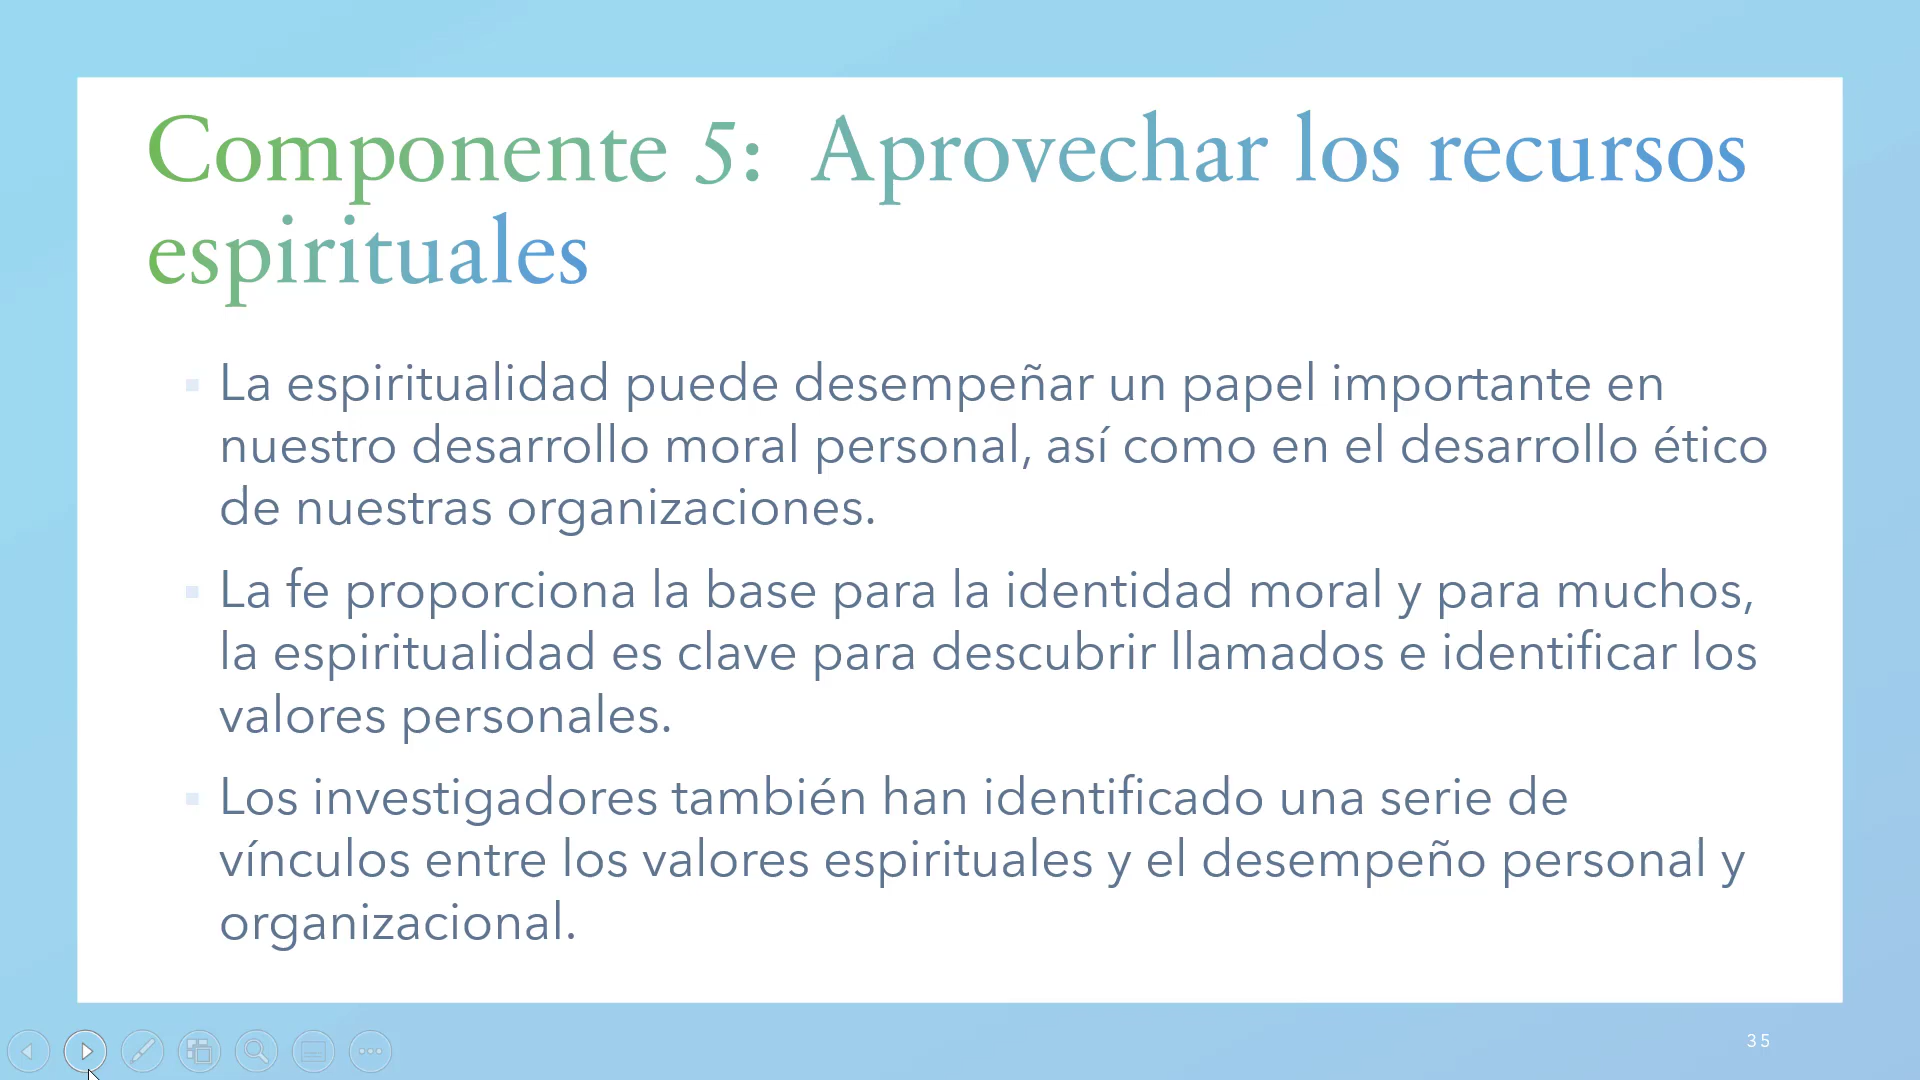 Componente 5:  Aprovechar los recursos
espirituales
▪ La espiritualidad puede desempeñar un papel importante en
nuestro desarrollo moral personal, así como en el desarrollo ético
de nuestras organizaciones.
▪ La fe proporciona la base para la identidad moral y para muchos,
la espiritualidad es clave para descubrir llamados e identificar los
valores personales.
▪ Los investigadores también han identificado una serie de
vínculos entre los valores espirituales y el desempeño personal y
organizacional.
35